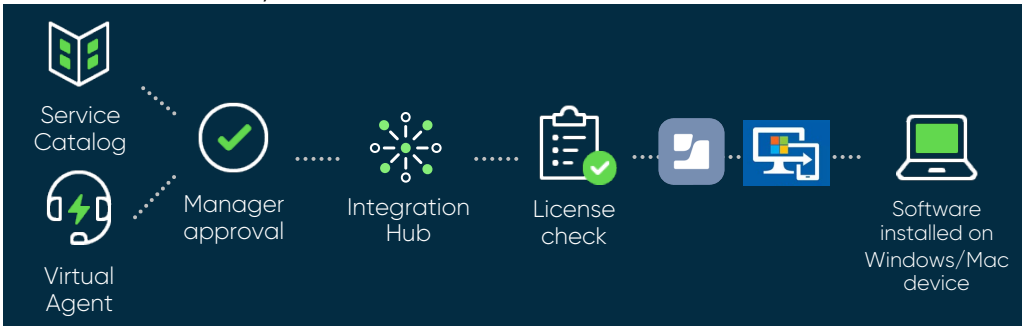 Service
Catalog
Virtual
Agent
Manager
approval
Integration
Hub
License
check
Software
installed on
Windows/Mac
device